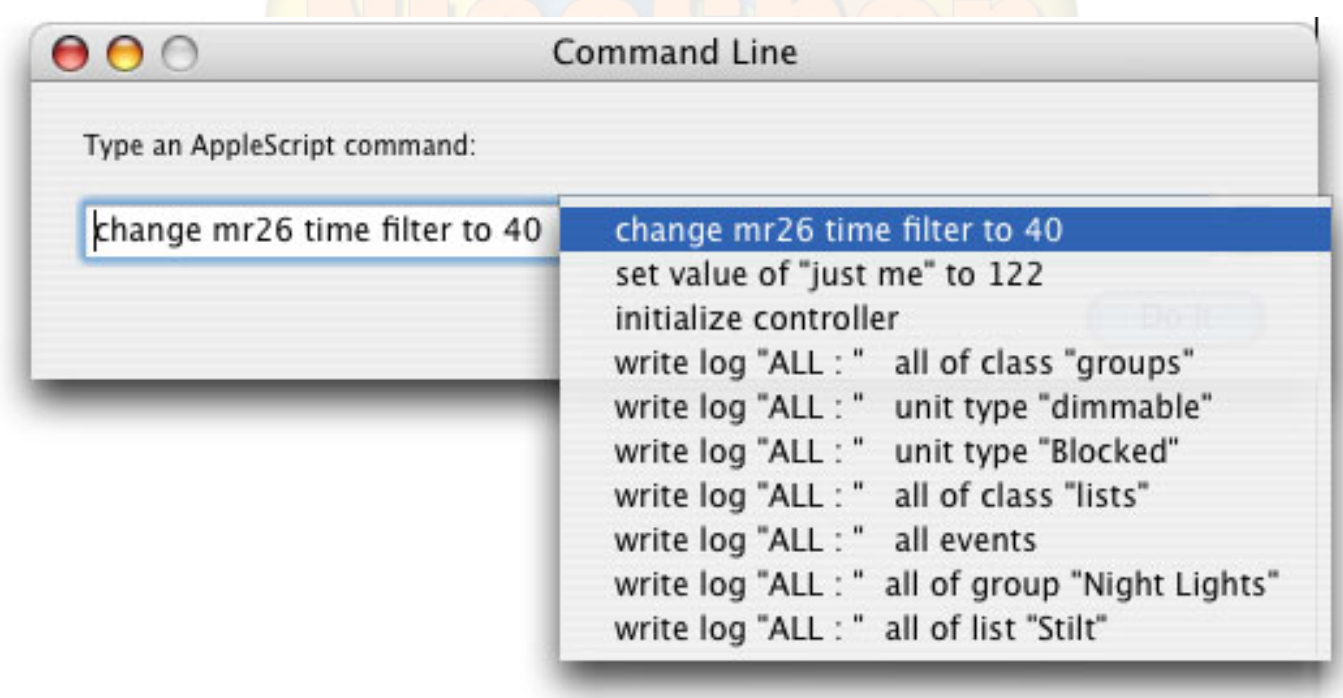 Command Line
Type an AppleScript command:
change mr26 time filter to 40
change mr26 time filter to 40
set value of "just me" to 122
initialize controller
Do It
write log "ALL : "   all of class "groups"
write log "ALL : "   unit type "dimmable"
write log "ALL : "   unit type "Blocked"
write log "ALL : "   all of class "lists"
write log "ALL : "   all events
write log "ALL : "  all of group "Night Lights"
write log "ALL : "  all of list "Stilt"